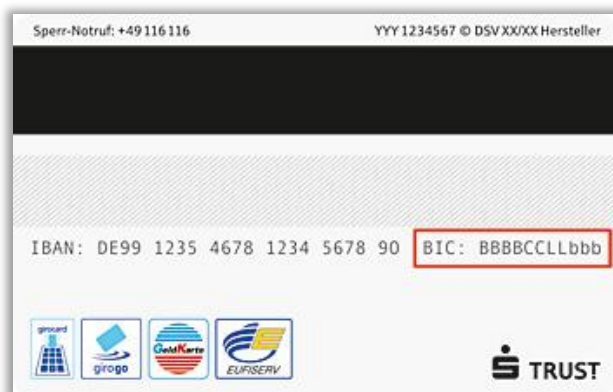 Sperr-Notruf: +49 116 116 YYY 1234567 © DSV XX/XX Hersteller
IBAN: DE99 1235 4678 1234 5678 90 BIC: BBBBCCLLbbb
girocard girogo GeldKarte EUFISERV S TRUST